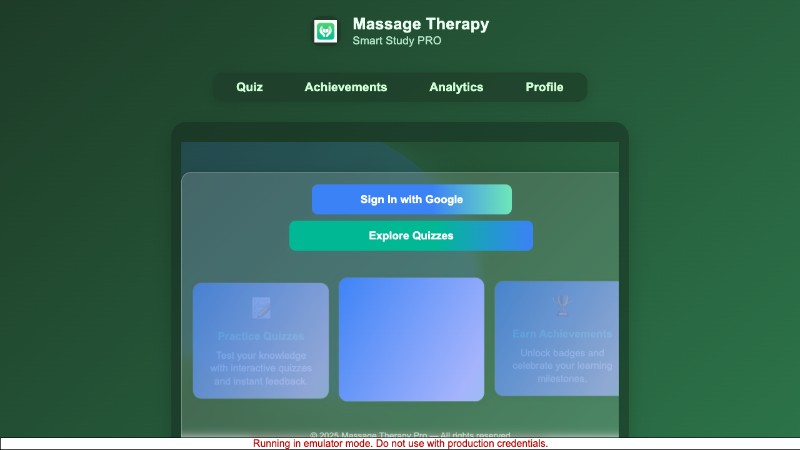 Massage Therapy
Smart Study PRO
Quiz Achievements Analytics Profile
Sign In with Google
Explore Quizzes
Practice Quizzes
Test your knowledge
with interactive quizzes
and instant feedback.
Earn Achievements
Unlock badges and
celebrate your learning
milestones.
© 2025 Massage Therapy Pro — All rights reserved.
Running in emulator mode. Do not use with production credentials.